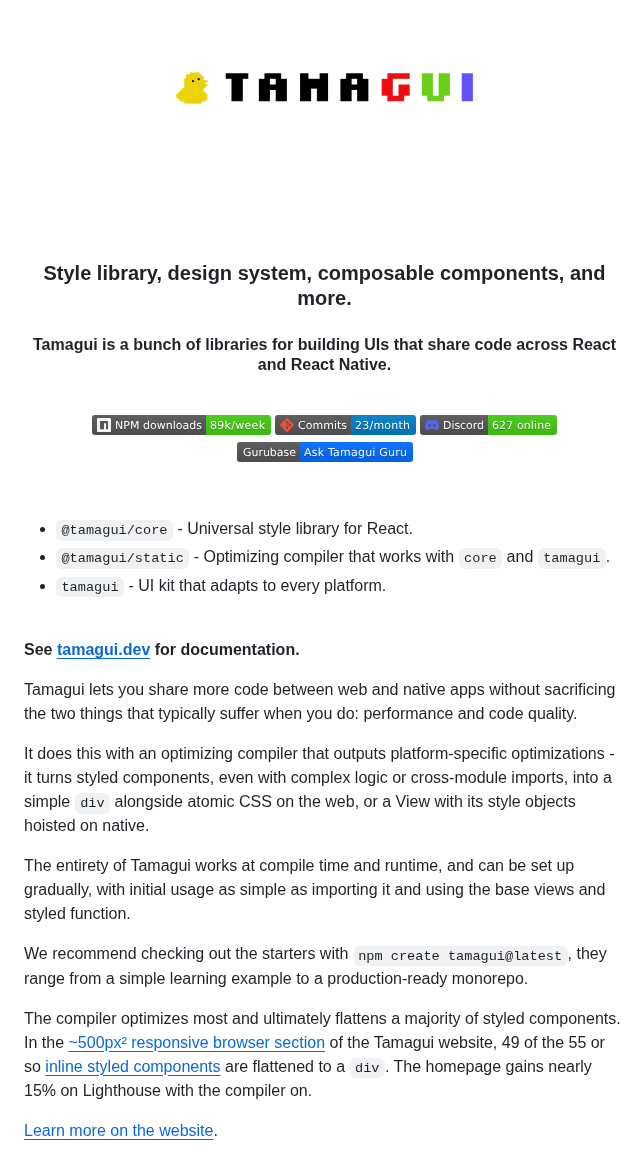 TAMAGUI
Style library, design system, composable components, and
more.
Tamagui is a bunch of libraries for building UIs that share code across React
and React Native.
NPM downloads 89k/week Commits 23/month Discord 627 online
Gurubase Ask Tamagui Guru
• @tamagui/core - Universal style library for React.
• @tamagui/static - Optimizing compiler that works with core and tamagui.
• tamagui - UI kit that adapts to every platform.
See tamagui.dev for documentation.
Tamagui lets you share more code between web and native apps without sacrificing
the two things that typically suffer when you do: performance and code quality.
It does this with an optimizing compiler that outputs platform-specific optimizations -
it turns styled components, even with complex logic or cross-module imports, into a
simple div alongside atomic CSS on the web, or a View with its style objects
hoisted on native.
The entirety of Tamagui works at compile time and runtime, and can be set up
gradually, with initial usage as simple as importing it and using the base views and
styled function.
We recommend checking out the starters with npm create tamagui@latest, they
range from a simple learning example to a production-ready monorepo.
The compiler optimizes most and ultimately flattens a majority of styled components.
In the ~500px² responsive browser section of the Tamagui website, 49 of the 55 or
so inline styled components are flattened to a div. The homepage gains nearly
15% on Lighthouse with the compiler on.
Learn more on the website.